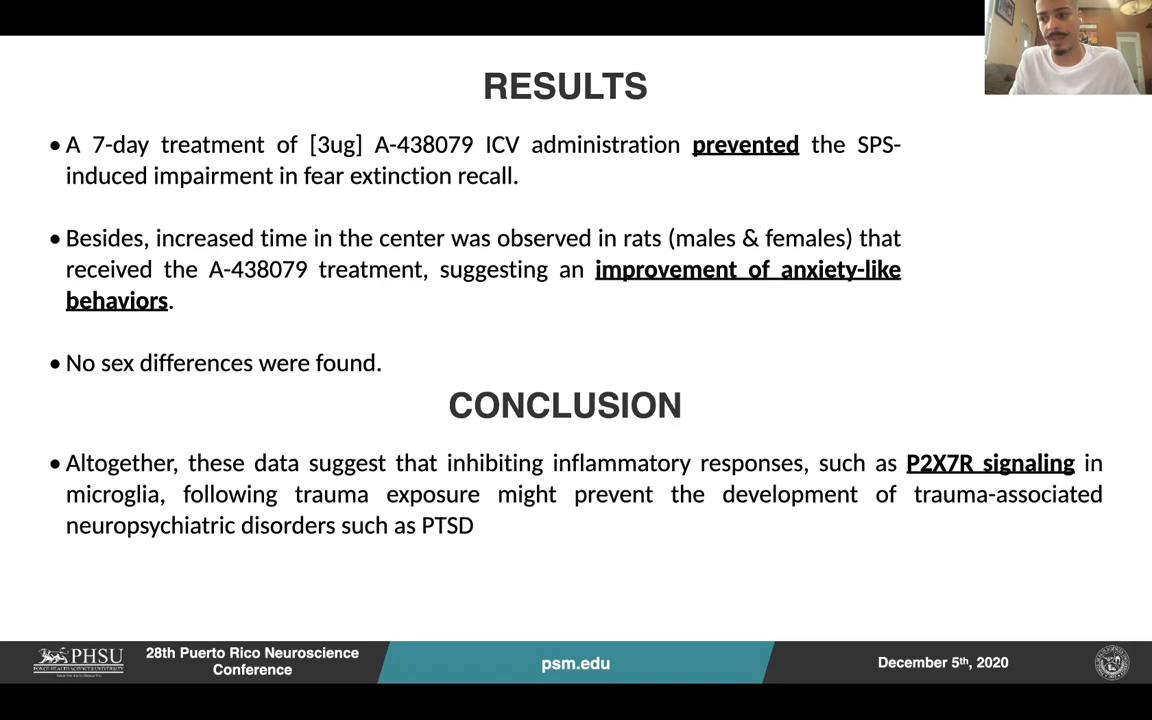 RESULTS
• A 7-day treatment of [3ug] A-438079 ICV administration prevented the SPS-
induced impairment in fear extinction recall.
• Besides, increased time in the center was observed in rats (males & females) that
received the A-438079 treatment, suggesting an improvement of anxiety-like
behaviors.
• No sex differences were found.
CONCLUSION
• Altogether, these data suggest that inhibiting inflammatory responses, such as P2X7R signaling in
microglia, following trauma exposure might prevent the development of trauma-associated
neuropsychiatric disorders such as PTSD
PHSU
PONCE HEALTH SCIENCES UNIVERSITY
28th Puerto Rico Neuroscience
Conference
psm.edu
December 5th, 2020